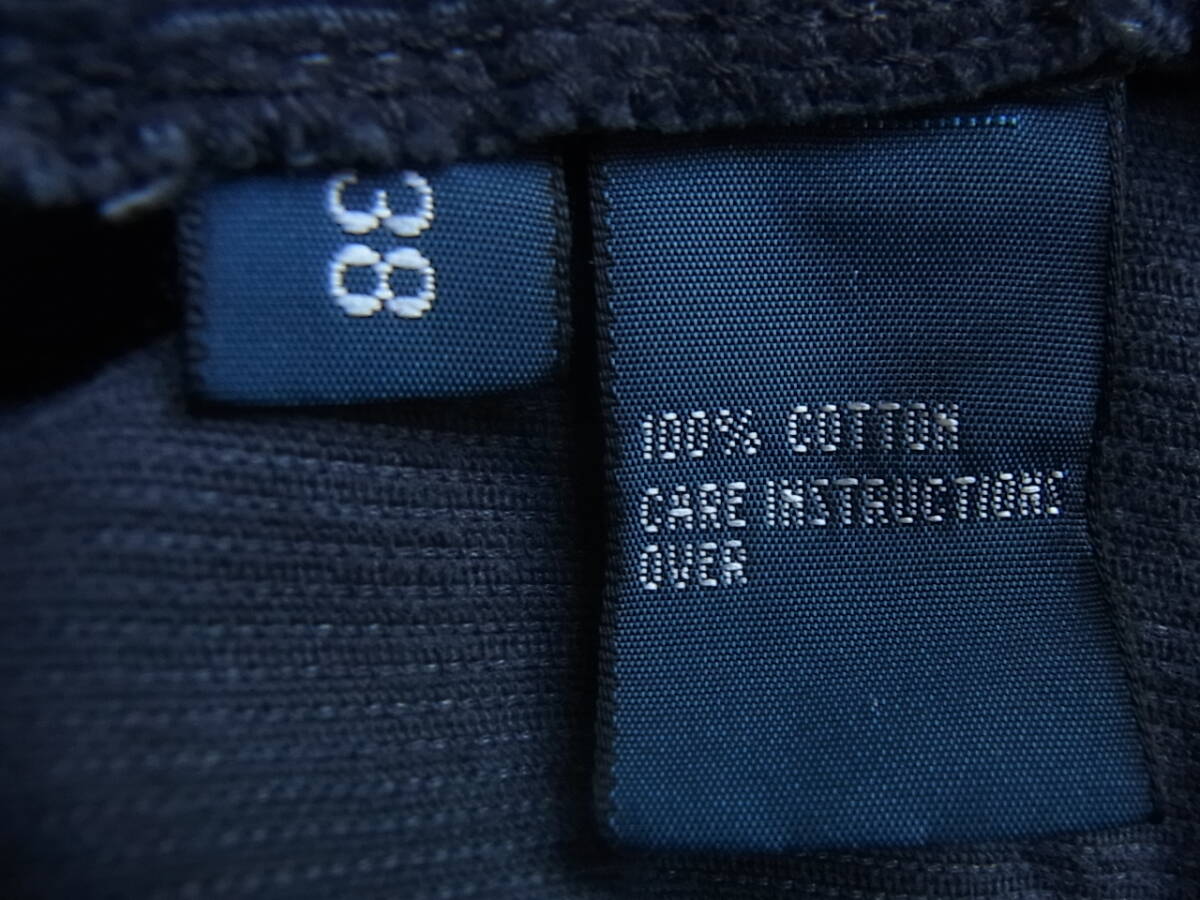 38
100% COTTON
CARE INSTRUCTIONS
OVER